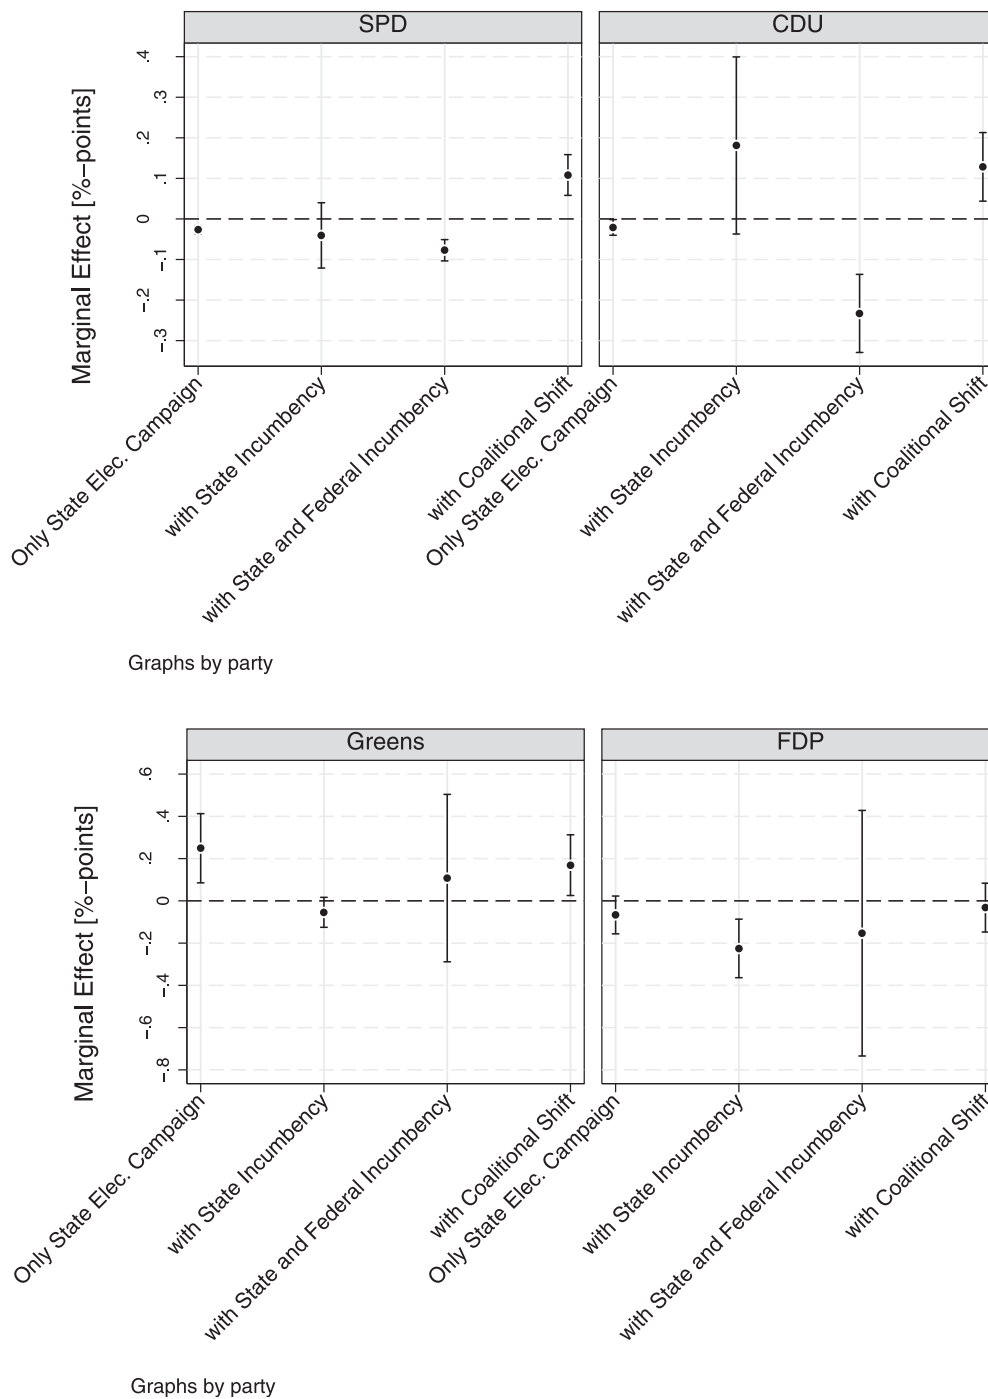 SPD
CDU
Marginal Effect [%−points]
.4
.3
.2
.1
0
−.1
−.2
−.3
Only State Elec. Campaign
with State Incumbency
with State and Federal Incumbency
with Coalitional Shift
Only State Elec. Campaign
with State Incumbency
with State and Federal Incumbency
with Coalitional Shift
Graphs by party
Greens
FDP
Marginal Effect [%−points]
.6
.4
.2
0
−.2
−.4
−.6
−.8
Only State Elec. Campaign
with State Incumbency
with State and Federal Incumbency
with Coalitional Shift
Only State Elec. Campaign
with State Incumbency
with State and Federal Incumbency
with Coalitional Shift
Graphs by party